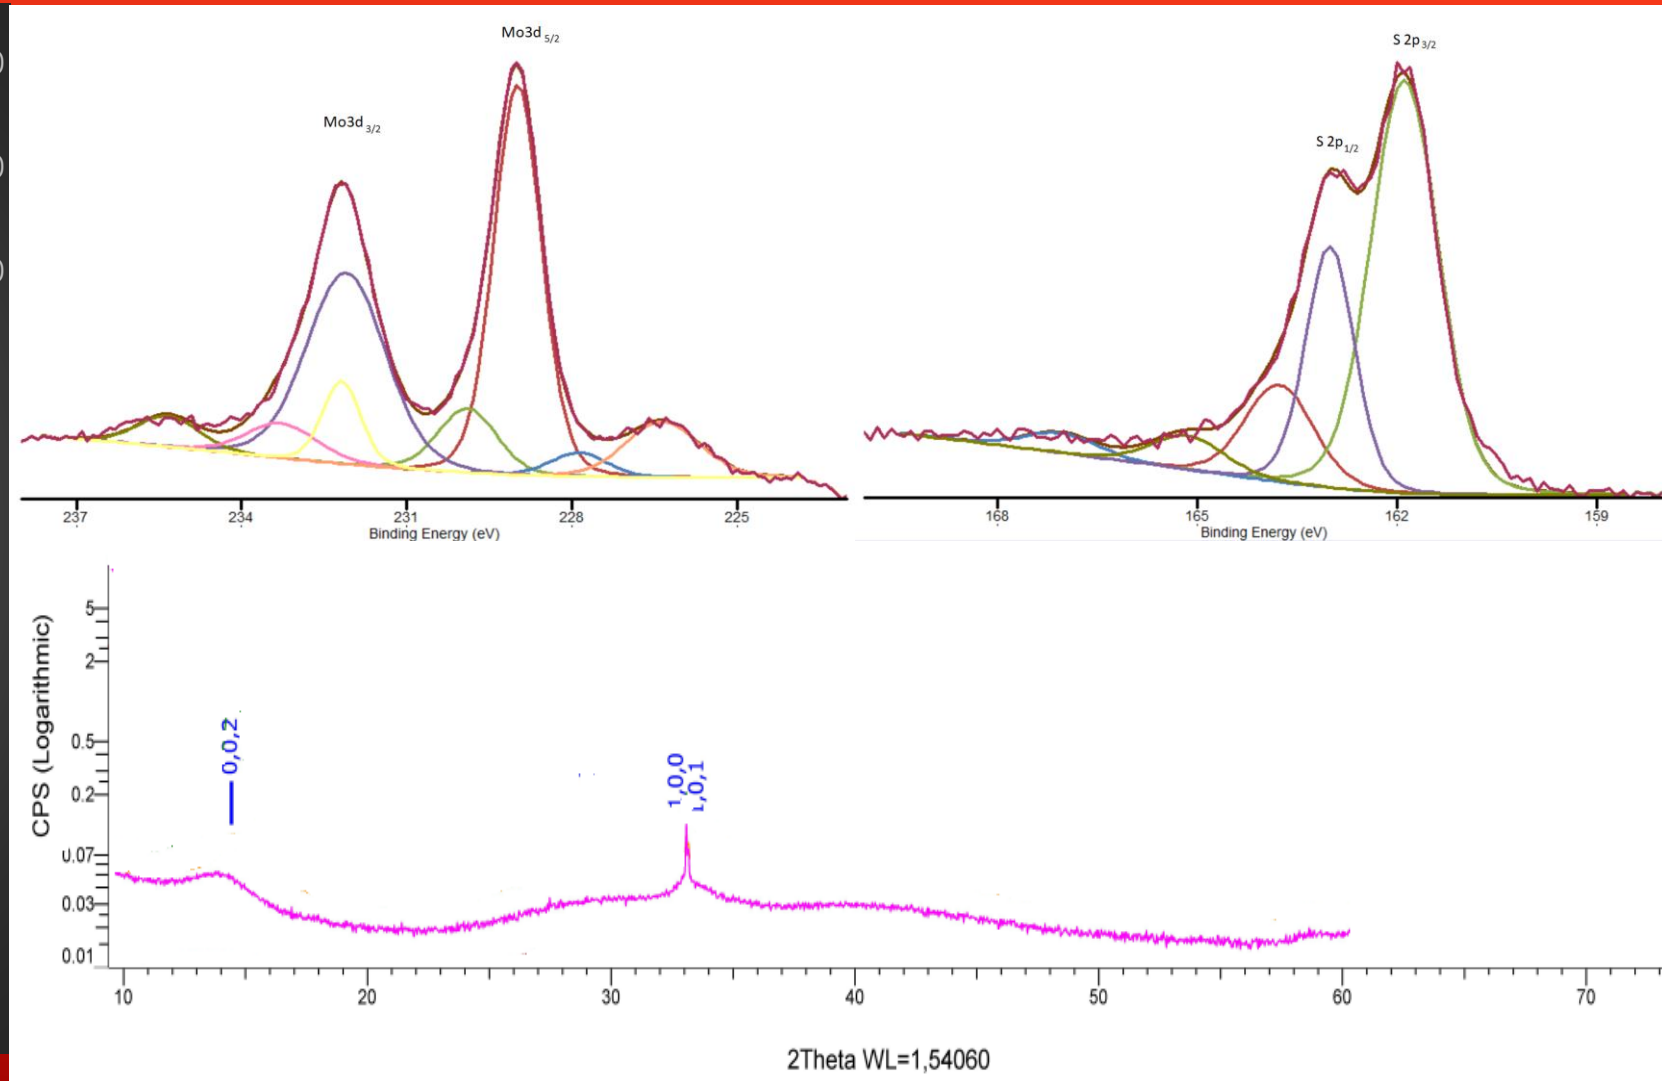 Mo3d 5/2
Mo3d 3/2
237 234 231 228 225
Binding Energy (eV)
S 2p 3/2
S 2p 1/2
168 165 162 159
Binding Energy (eV)
CPS (Logarithmic)
5
2
0.5
0.2
0.07
0.03
0.01
0,0,2
1,0,0
1,0,1
10 20 30 40 50 60 70
2Theta WL=1,54060